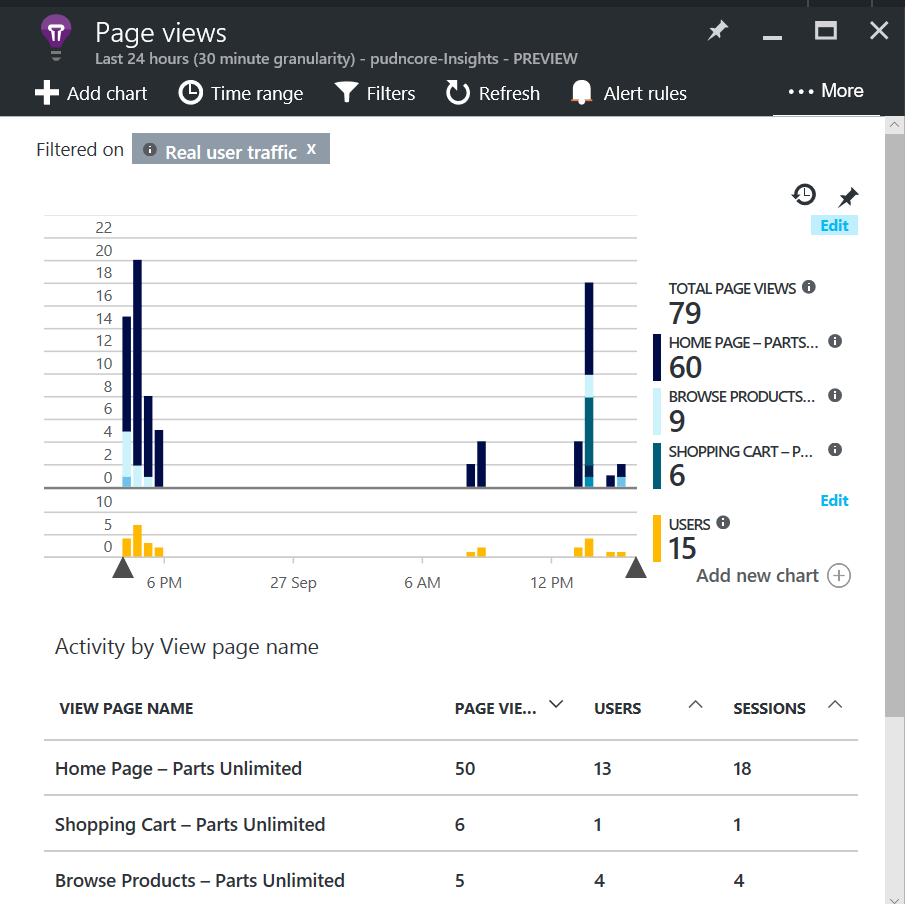 Page views
Last 24 hours (30 minute granularity) - pudncore-Insights - PREVIEW
Add chart Time range Filters Refresh Alert rules ••• More
Filtered on Real user traffic x
Edit
22
20
18
16
14
12
10
8
6
4
2
0
TOTAL PAGE VIEWS
79
HOME PAGE – PARTS...
60
BROWSE PRODUCTS...
9
SHOPPING CART – P...
6
Edit
10
5
0
USERS
15
6 PM 27 Sep 6 AM 12 PM
Add new chart
Activity by View page name
VIEW PAGE NAME PAGE VIE... USERS SESSIONS
Home Page – Parts Unlimited 50 13 18
Shopping Cart – Parts Unlimited 6 1 1
Browse Products – Parts Unlimited 5 4 4